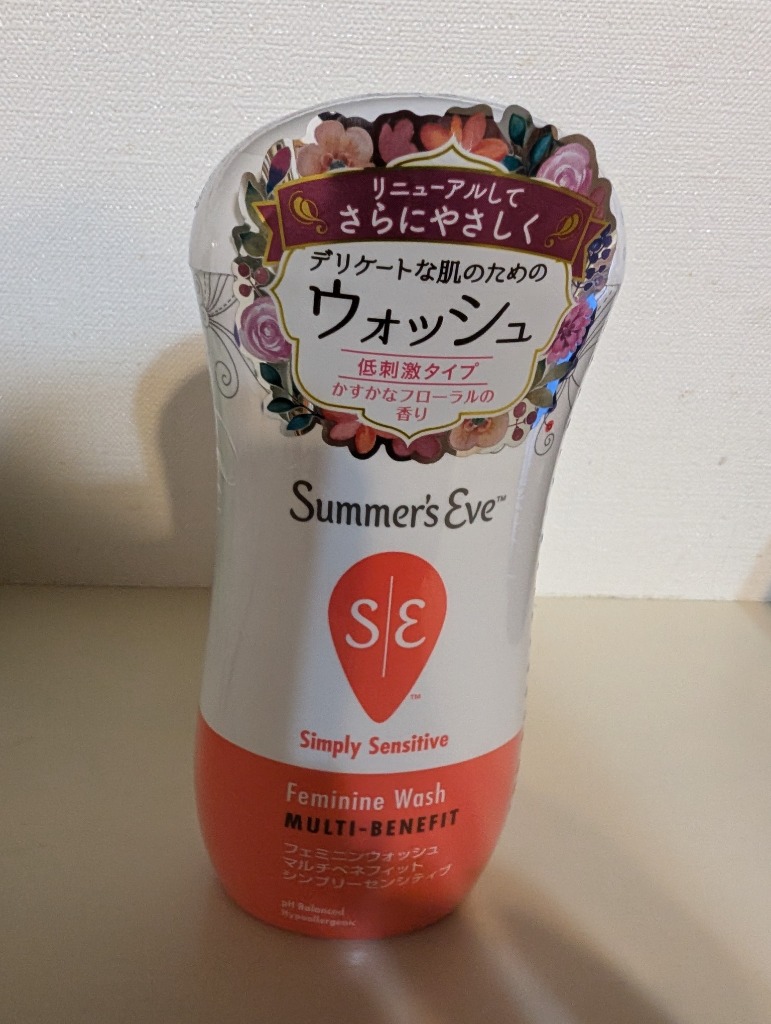 リニューアルして
さらにやさしく
デリケートな肌のための
ウォッシュ
低刺激タイプ
かすかなフローラルの
香り
Summer's Eve™
S|E
™
Simply Sensitive
Feminine Wash
MULTI-BENEFIT
フェミニンウォッシュ
マルチベネフィット
シンプリーセンシティブ
pH Balanced
Hypoallergenic